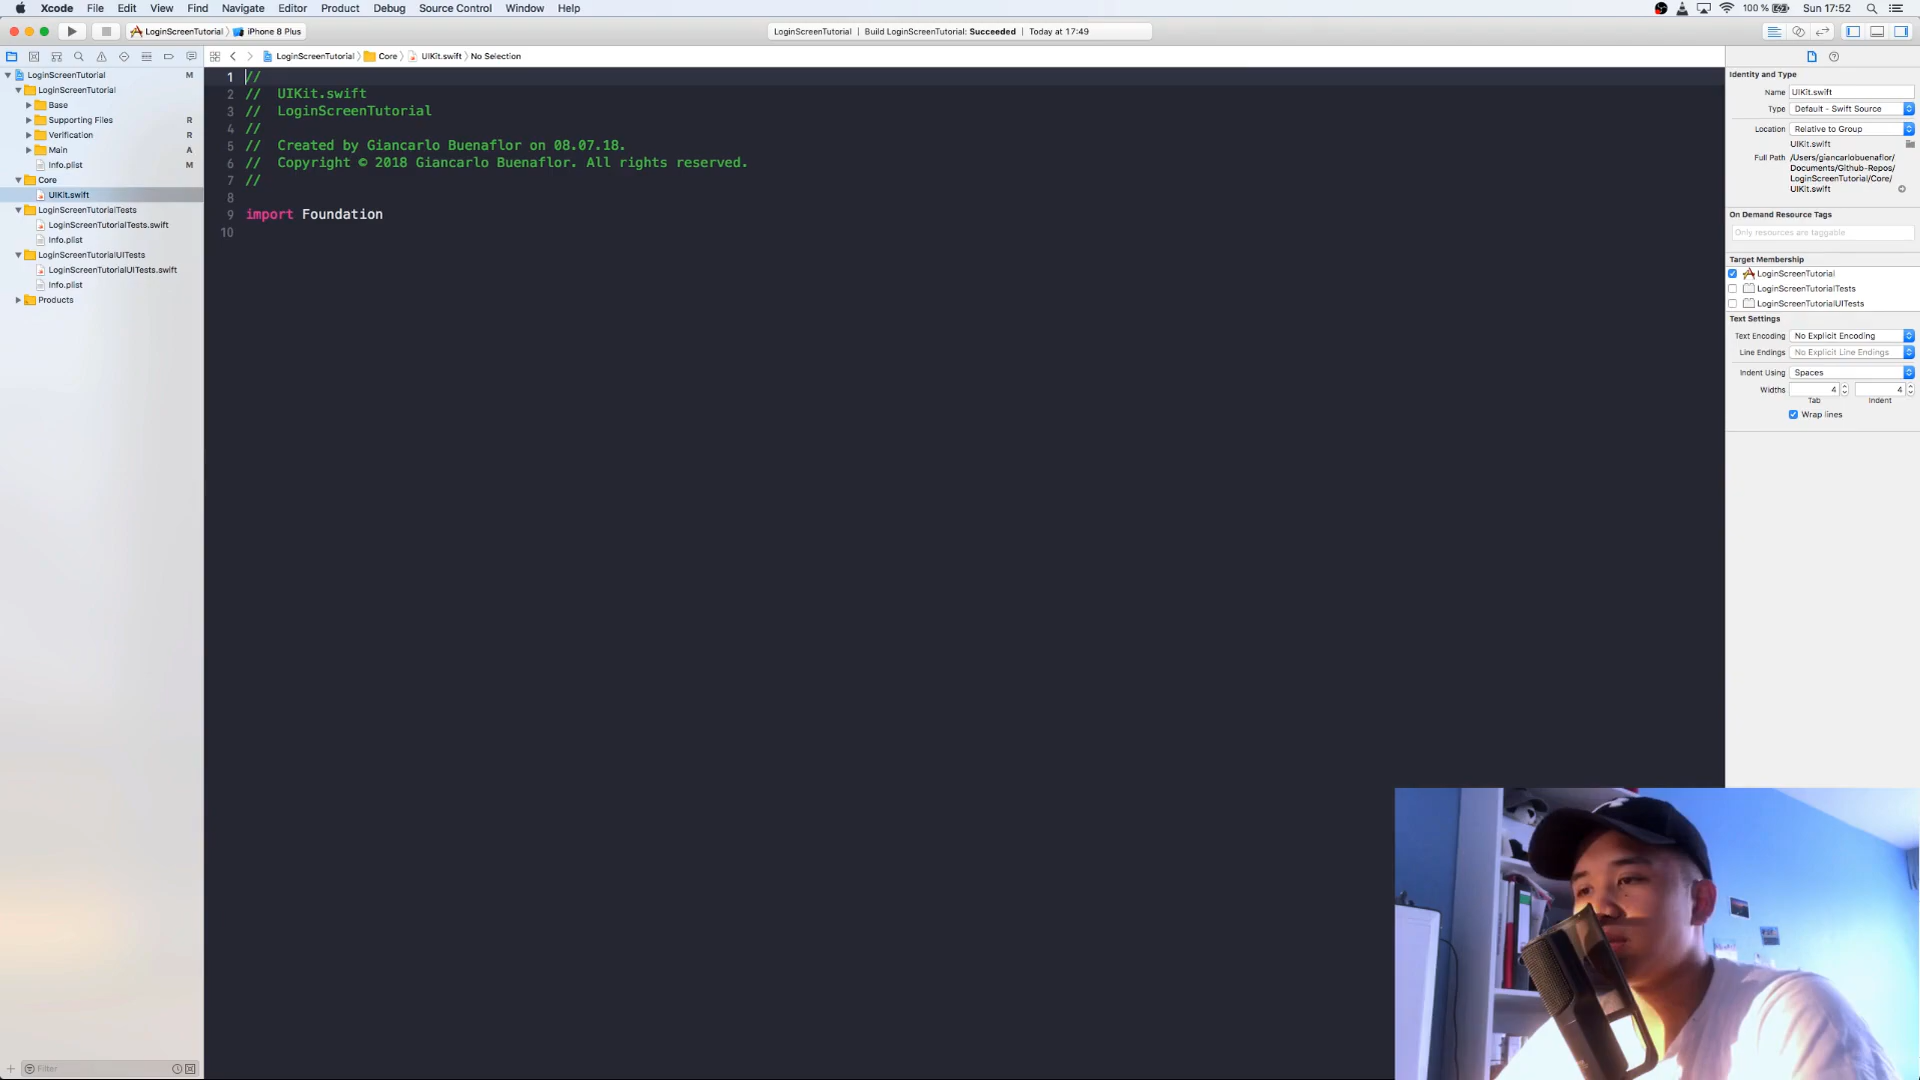 Xcode File Edit View Find Navigate Editor Product Debug Source Control Window Help
100 % Sun 17:52
LoginScreenTutorial iPhone 8 Plus
LoginScreenTutorial | Build LoginScreenTutorial: Succeeded | Today at 17:49
LoginScreenTutorial Core UIKit.swift No Selection
LoginScreenTutorial M
LoginScreenTutorial
Base
Supporting Files R
Verification R
Main A
Info.plist M
Core
UIKit.swift
LoginScreenTutorialTests
LoginScreenTutorialTests.swift
Info.plist
LoginScreenTutorialUITests
LoginScreenTutorialUITests.swift
Info.plist
Products
Filter
1 //
2 // UIKit.swift
3 // LoginScreenTutorial
4 //
5 // Created by Giancarlo Buenaflor on 08.07.18.
6 // Copyright © 2018 Giancarlo Buenaflor. All rights reserved.
7 //
8
9 import Foundation
10
Identity and Type
Name UIKit.swift
Type Default - Swift Source
Location Relative to Group
UIKit.swift
Full Path /Users/giancarlobuenaflor/
Documents/Github-Repos/
LoginScreenTutorial/Core/
UIKit.swift
On Demand Resource Tags
Only resources are taggable
Target Membership
LoginScreenTutorial
LoginScreenTutorialTests
LoginScreenTutorialUITests
Text Settings
Text Encoding No Explicit Encoding
Line Endings No Explicit Line Endings
Indent Using Spaces
Widths 4 4
Tab Indent
Wrap lines